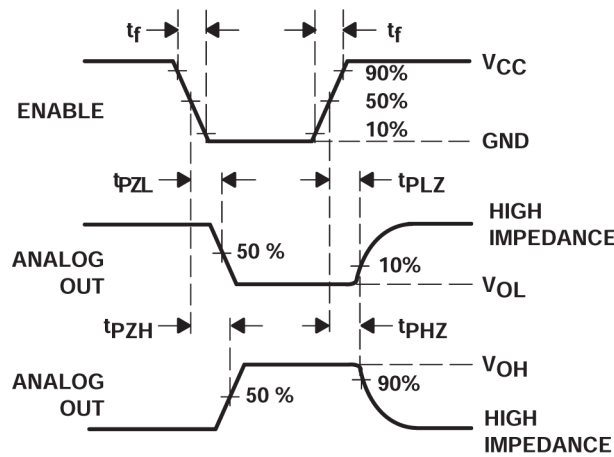 tf
tf
VCC
90%
50%
10%
ENABLE
GND
tPZL
tPLZ
HIGH
IMPEDANCE
ANALOG
OUT
50 %
10%
VOL
tPZH
tPHZ
VOH
ANALOG
OUT
50 %
90%
HIGH
IMPEDANCE